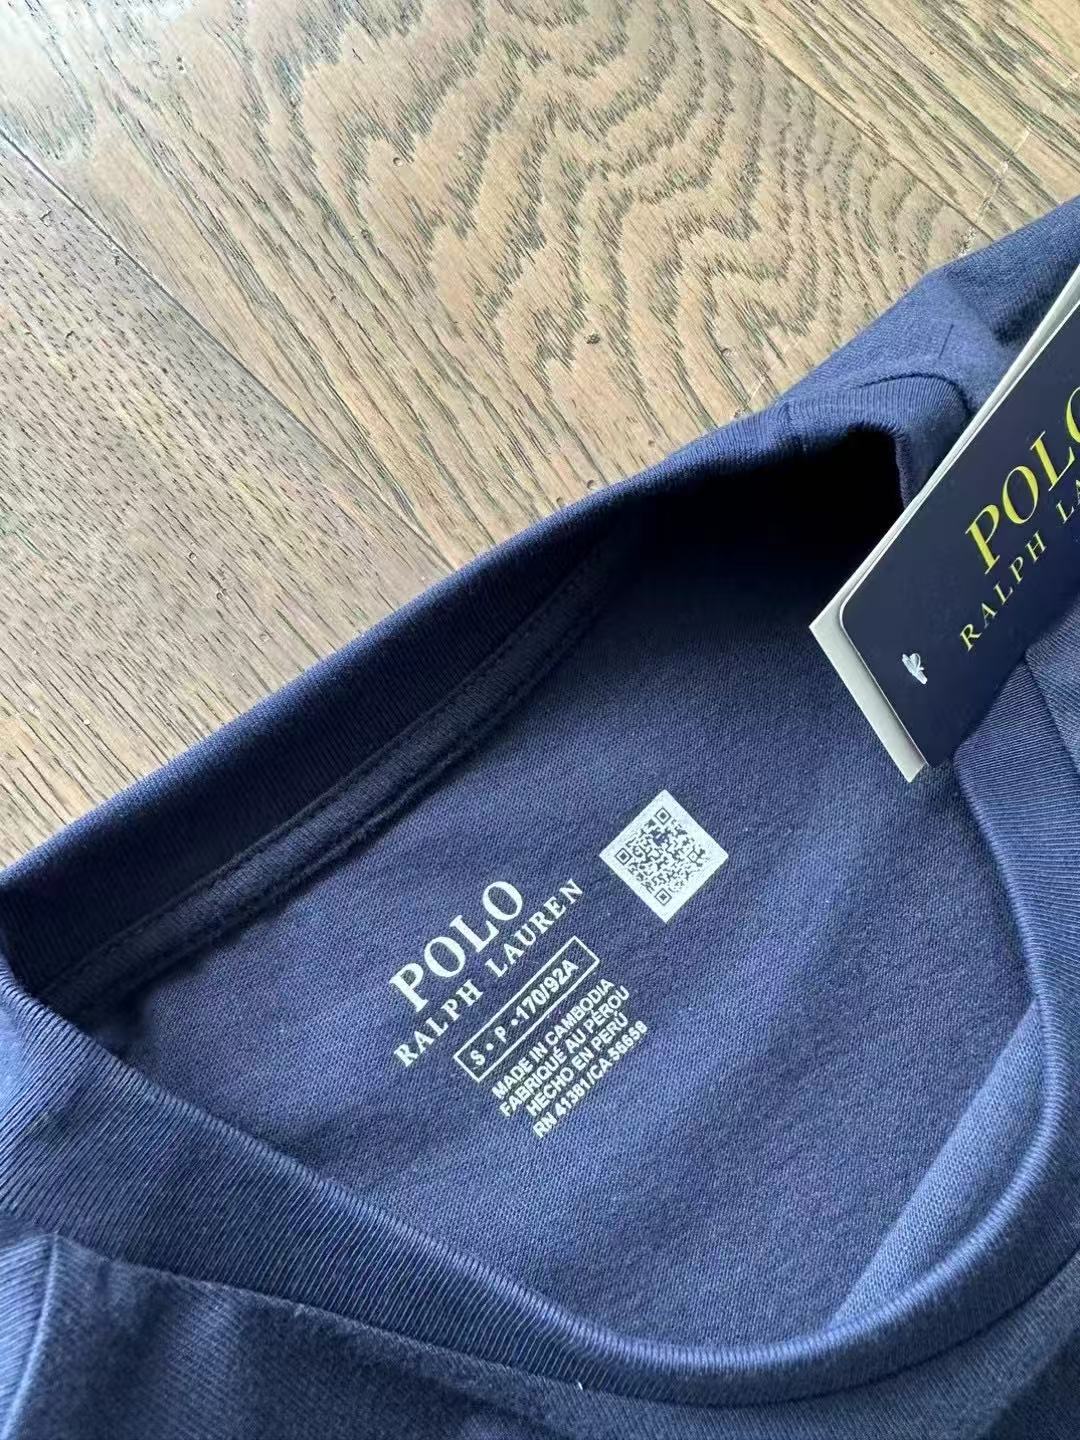 POLO
RALPH LA
POLO
RALPH LAUREN
S • P • 170/92A
MADE IN CAMBODIA
FABRIQUÉ AU PÉROU
HECHO EN PERÚ
RN 41381/CA 56658